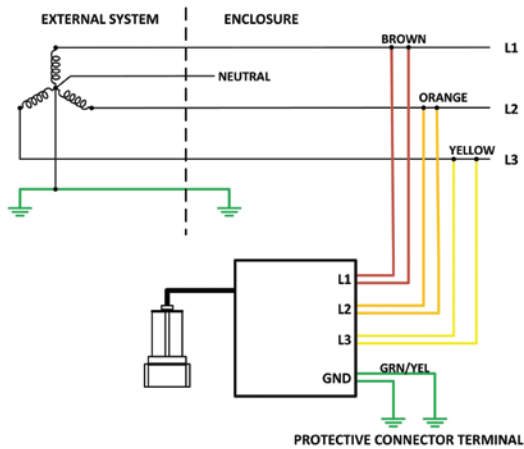 EXTERNAL SYSTEM
ENCLOSURE
BROWN
L1
NEUTRAL
ORANGE
L2
YELLOW
L3
L1
L2
L3
GRN/YEL
GND
PROTECTIVE CONNECTOR TERMINAL